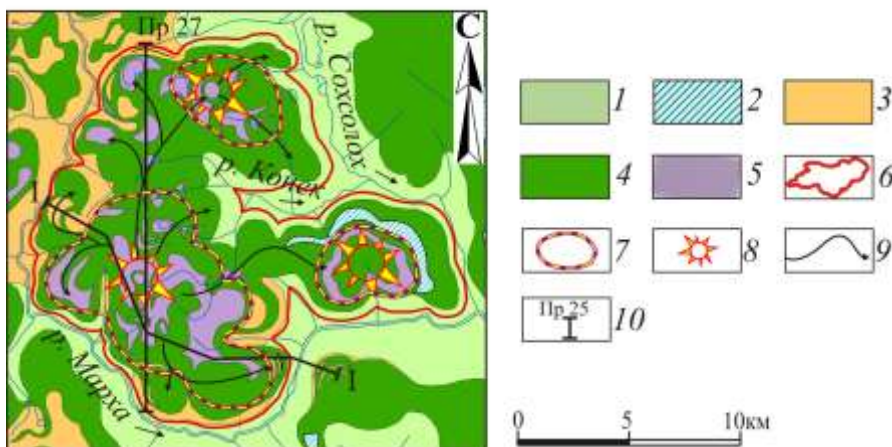 Пр 27
С
р. Сохсолох
р. Конек
I
I
р. Марха
1
2
3
4
5
6
7
8
9
Пр 25
10
0
5
10км